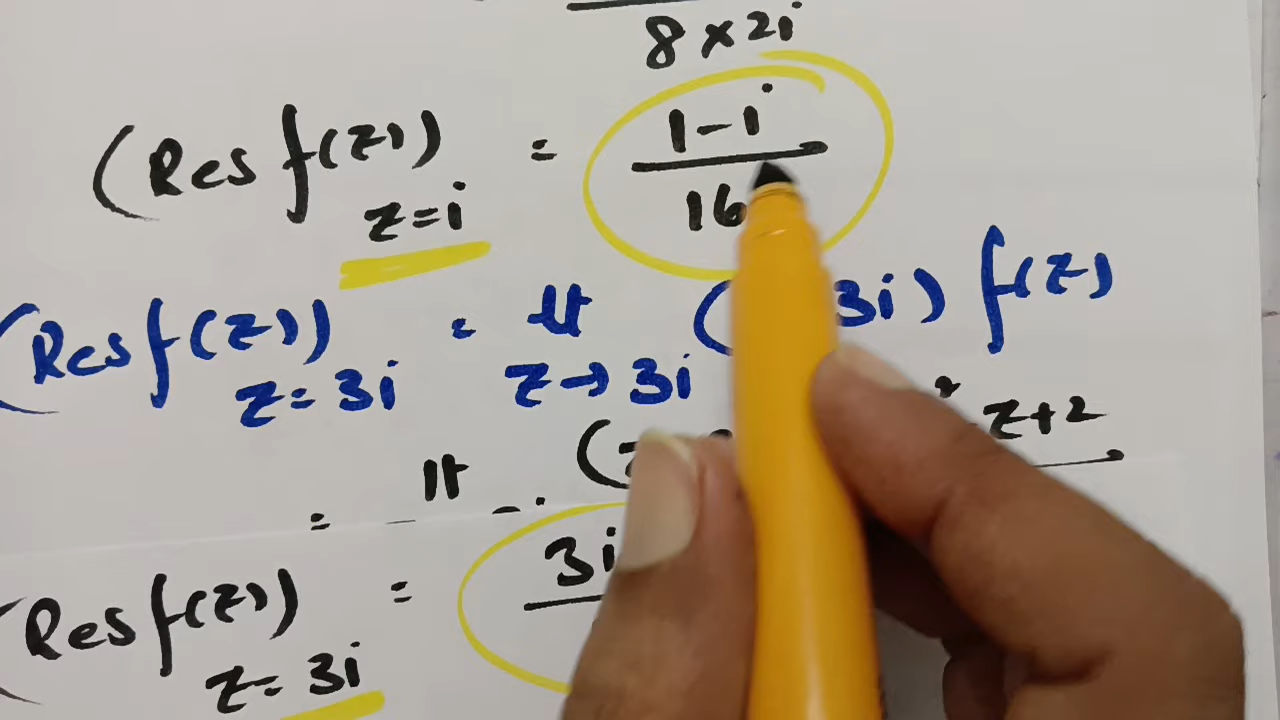 8 × 2i
(Res f(z))
z=i
=
1-i
16
(Res f(z))
z=3i
= lt
z→3i
( 3i) f(z)
= lt
(z
z+2
(Res f(z))
z=3i
=
3i